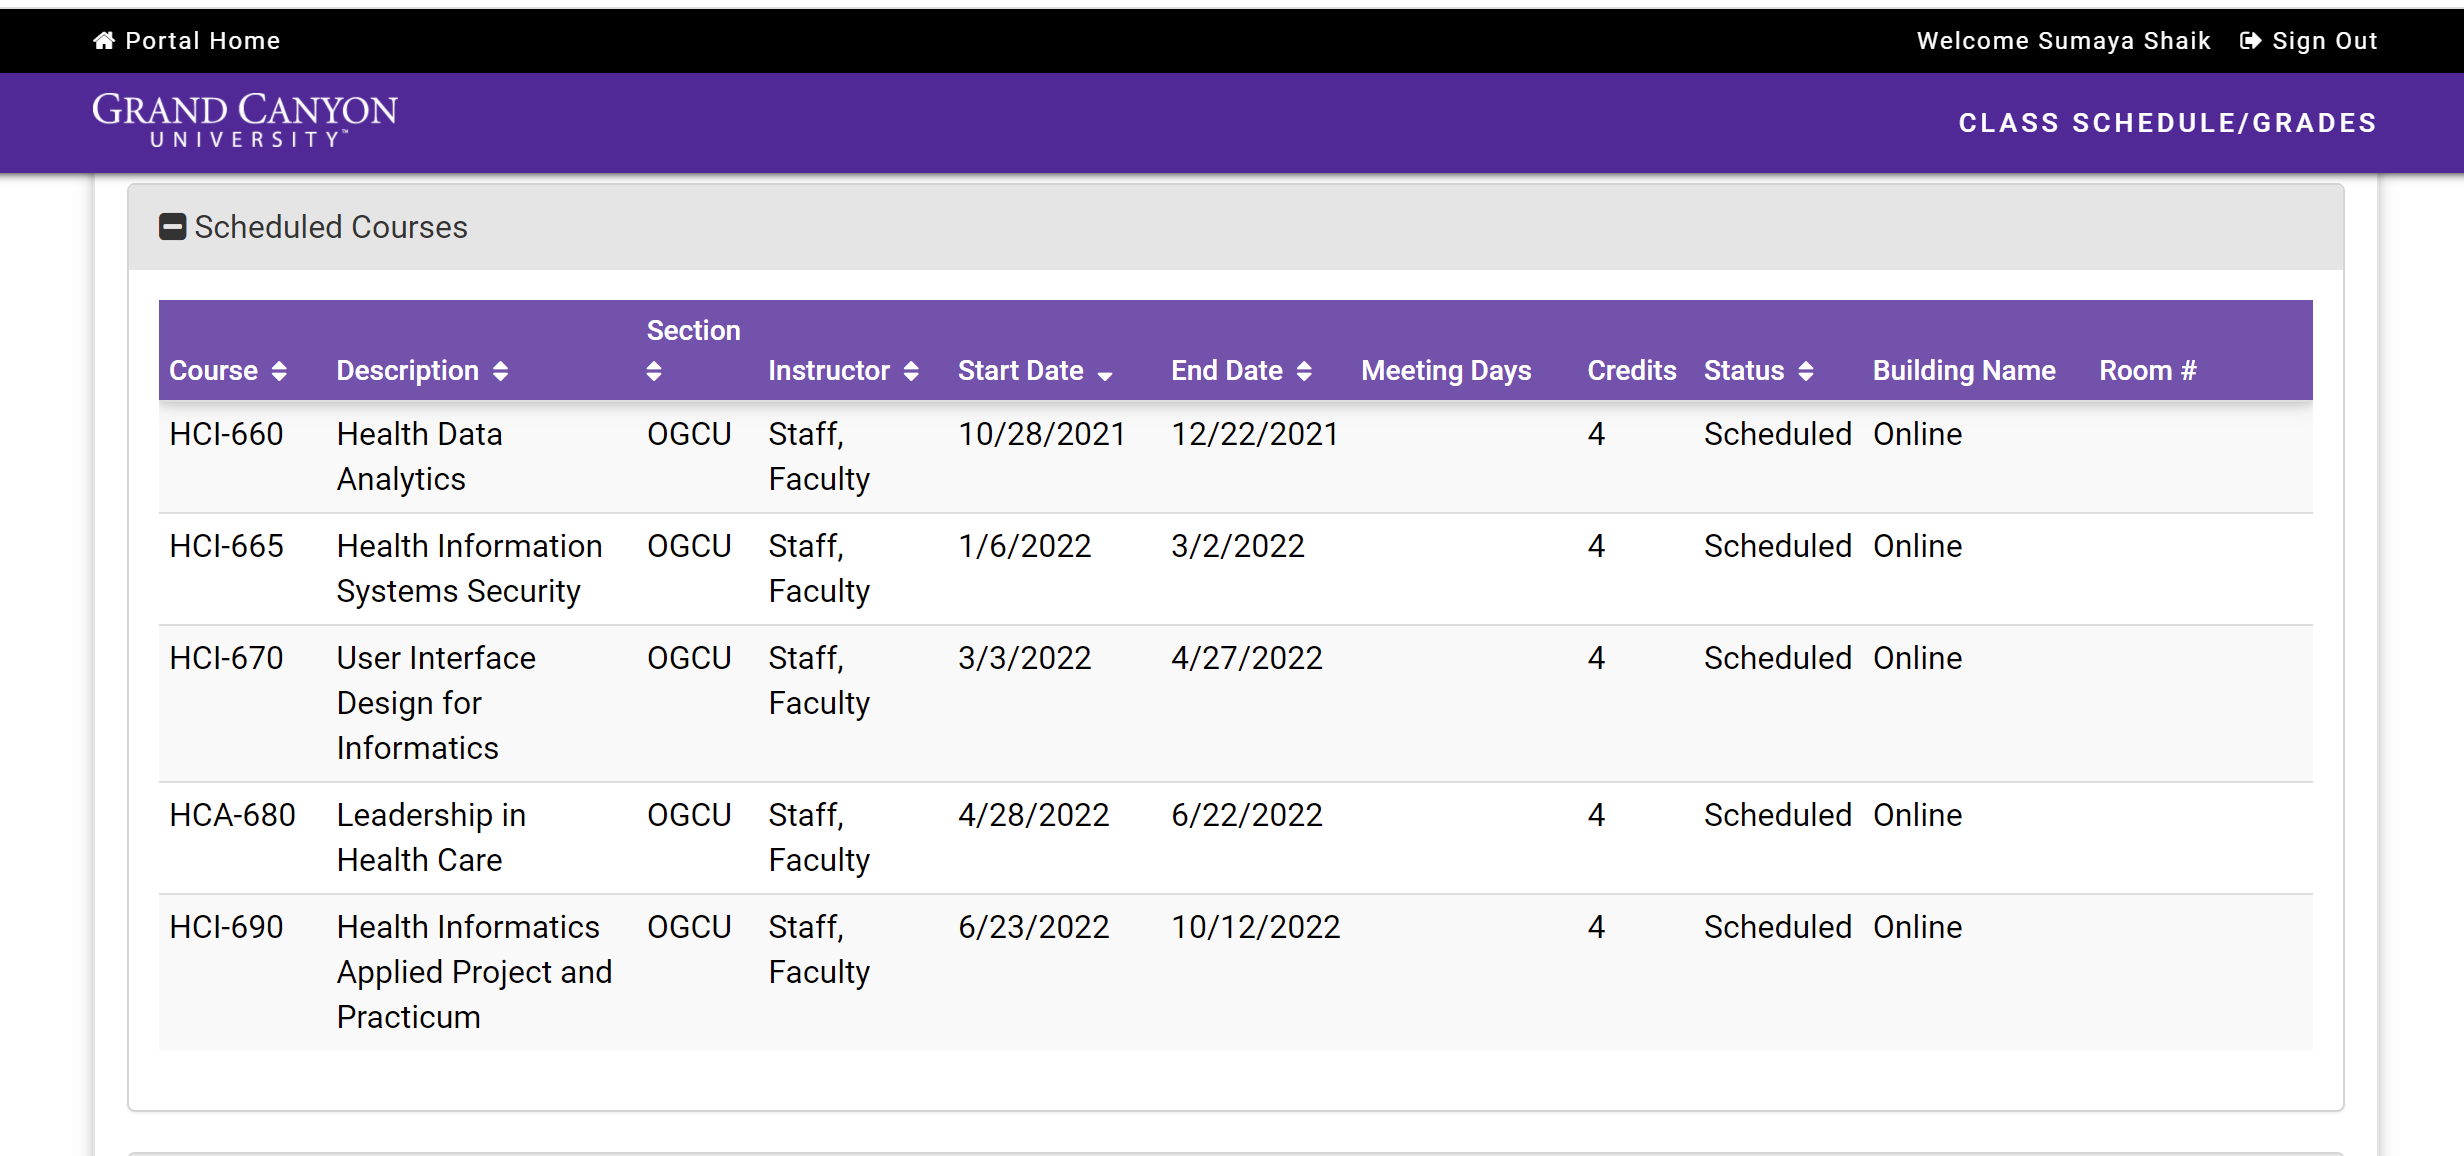 Portal Home
Welcome Sumaya Shaik Sign Out
GRAND CANYON
UNIVERSITY™
CLASS SCHEDULE/GRADES
Scheduled Courses
Course Description Section Instructor Start Date End Date Meeting Days Credits Status Building Name Room #
HCI-660 Health Data OGCU Staff, 10/28/2021 12/22/2021 4 Scheduled Online
Analytics Faculty
HCI-665 Health Information OGCU Staff, 1/6/2022 3/2/2022 4 Scheduled Online
Systems Security Faculty
HCI-670 User Interface OGCU Staff, 3/3/2022 4/27/2022 4 Scheduled Online
Design for Faculty
Informatics
HCA-680 Leadership in OGCU Staff, 4/28/2022 6/22/2022 4 Scheduled Online
Health Care Faculty
HCI-690 Health Informatics OGCU Staff, 6/23/2022 10/12/2022 4 Scheduled Online
Applied Project and Faculty
Practicum